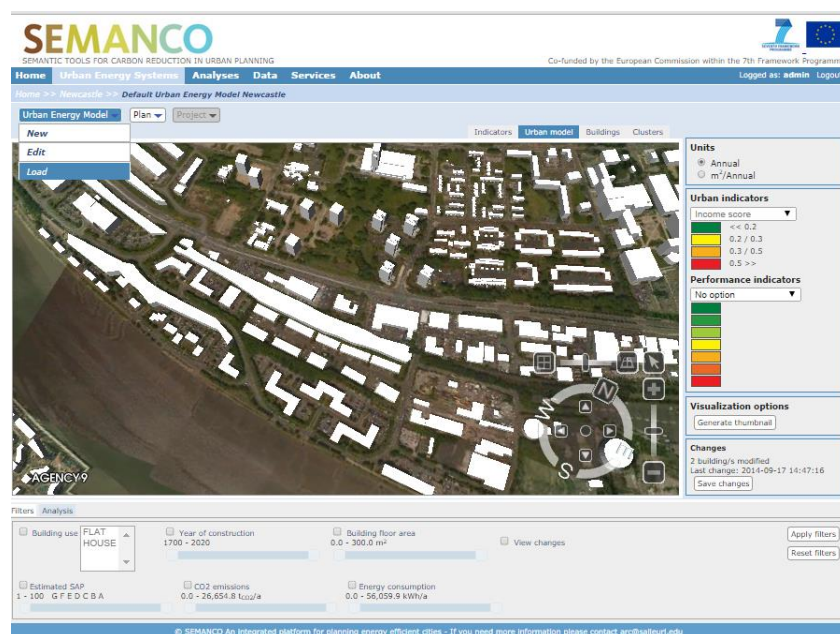 SEMANCO
SEMANTIC TOOLS FOR CARBON REDUCTION IN URBAN PLANNING
SEVENTH FRAMEWORK PROGRAMME
Co-funded by the European Commission within the 7th Framework Programm
Home Urban Energy Systems Analyses Data Services About
Logged as: admin Logout
Home >> Newcastle >> Default Urban Energy Model Newcastle
Urban Energy Model Plan Project
New
Edit
Load
Indicators Urban model Buildings Clusters
Units
Annual
m²/Annual
Urban indicators
Income score
<< 0.2
0.2 / 0.3
0.3 / 0.5
0.5 >>
Performance indicators
No option
N
W
E
S
AGENCY9
Visualization options
Generate thumbnail
Changes
2 building/s modified
Last change: 2014-09-17 14:47:16
Save changes
Filters Analysis
Building use FLAT
HOUSE
Year of construction
1700 - 2020
Building floor area
0.0 - 300.0 m²
View changes
Apply filters
Reset filters
Estimated SAP
1 - 100 G F E D C B A
CO2 emissions
0.0 - 26,654.8 tCO2/a
Energy consumption
0.0 - 56,059.9 kWh/a
© SEMANCO An integrated platform for planning energy efficient cities - If you need more information please contact arc@salleurl.edu